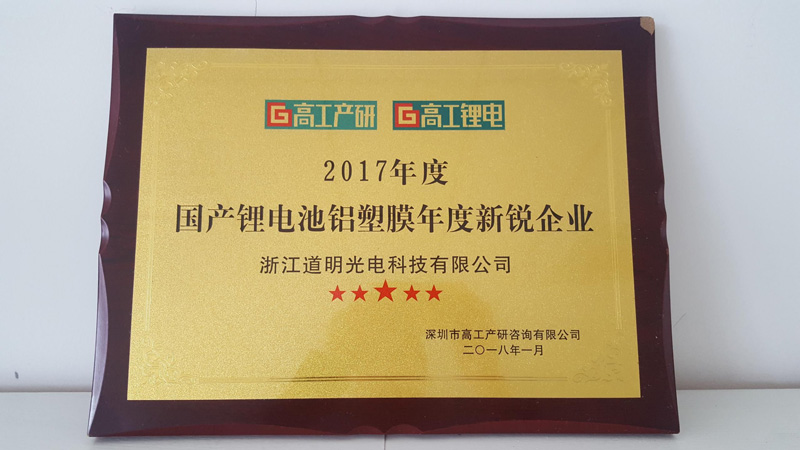 高工产研 高工锂电
2017年度
国产锂电池铝塑膜年度新锐企业
浙江道明光电科技有限公司
深圳市高工产研咨询有限公司
二〇一八年一月